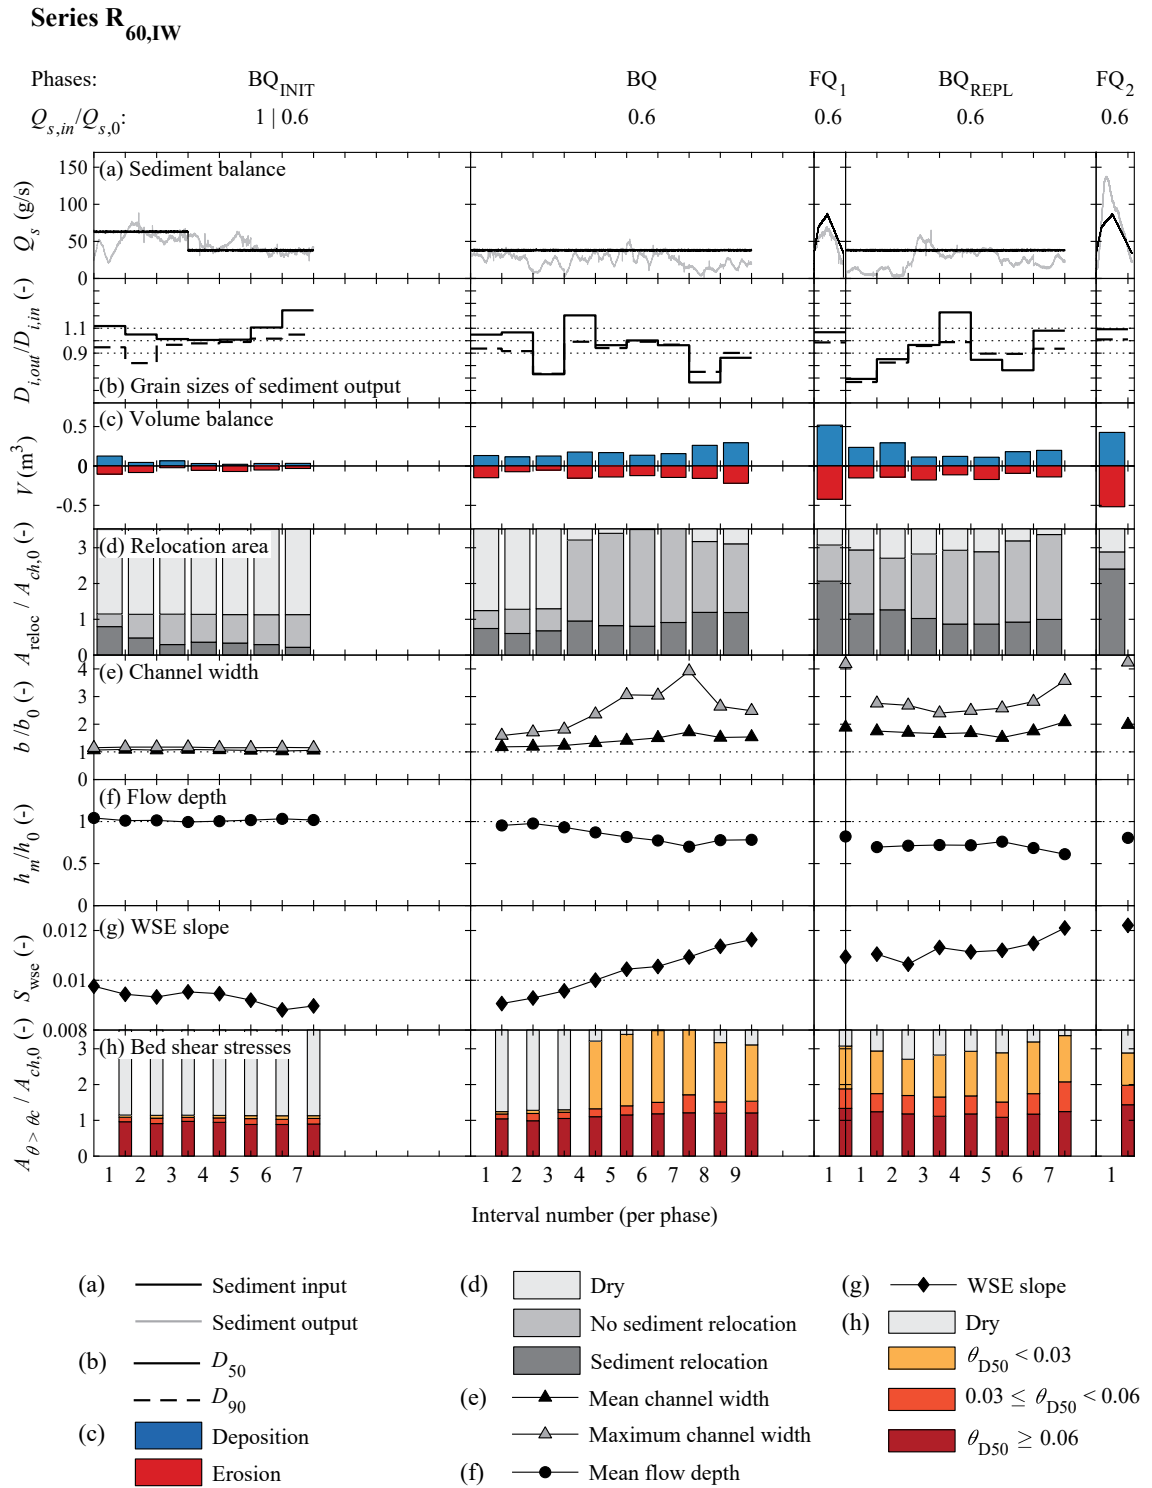 Series R60,IW
Phases: BQINIT BQ FQ1 BQREPL FQ2
Qs,in/Qs,0: 1 | 0.6 0.6 0.6 0.6 0.6
(a) Sediment balance
Qs (g/s)
150
100
50
0
(b) Grain sizes of sediment output
Di,out/Di,in (-)
1.1
0.9
(c) Volume balance
V (m3)
0.5
0
-0.5
(d) Relocation area
Areloc / Ach,0 (-)
3
2
1
0
(e) Channel width
b/b0 (-)
4
3
2
1
0
(f) Flow depth
hm/h0 (-)
1
0.5
0
(g) WSE slope
Swse (-)
0.012
0.01
0.008
(h) Bed shear stresses
Aθ > θc / Ach,0 (-)
3
2
1
0
1 2 3 4 5 6 7 1 2 3 4 5 6 7 8 9 1 1 2 3 4 5 6 7 1
Interval number (per phase)
(a) Sediment input
Sediment output
(b) D50
D90
(c) Deposition
Erosion
(d) Dry
No sediment relocation
Sediment relocation
(e) Mean channel width
Maximum channel width
(f) Mean flow depth
(g) WSE slope
(h) Dry
θD50 < 0.03
0.03 ≤ θD50 < 0.06
θD50 ≥ 0.06